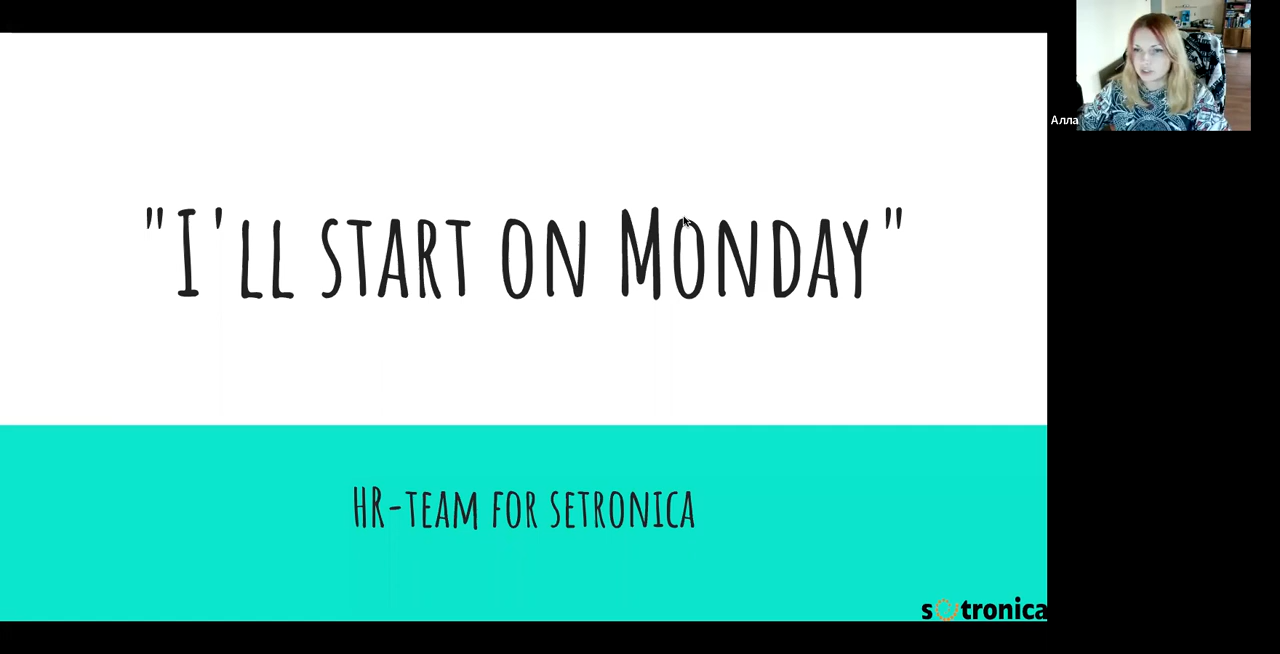 "I'll start on Monday"
HR-team for setronica
setronica
Алла